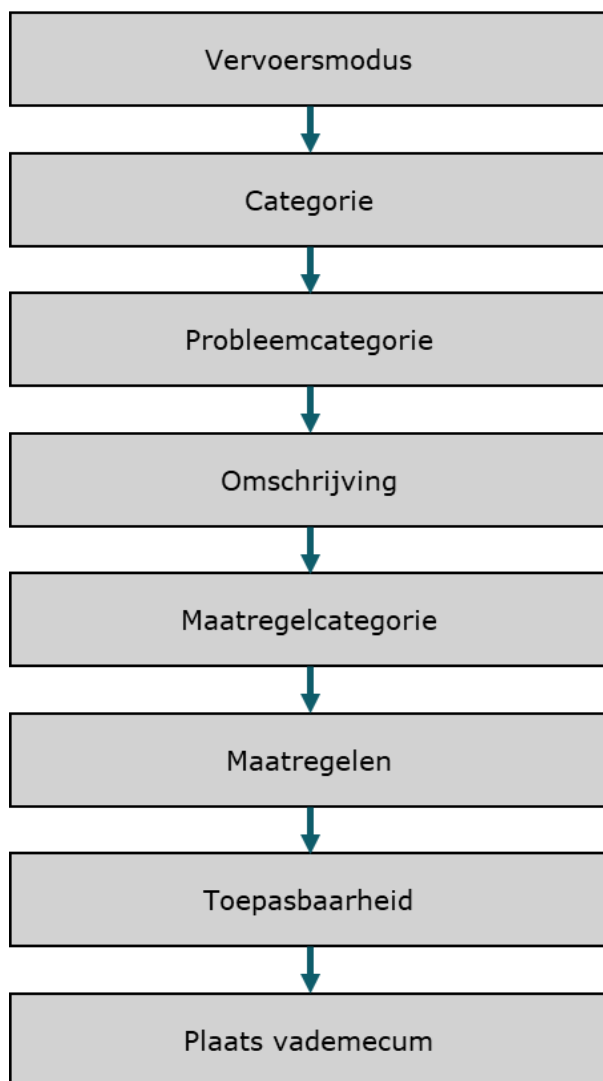 Vervoersmodus
Categorie
Probleemcategorie
Omschrijving
Maatregelcategorie
Maatregelen
Toepasbaarheid
Plaats vademecum